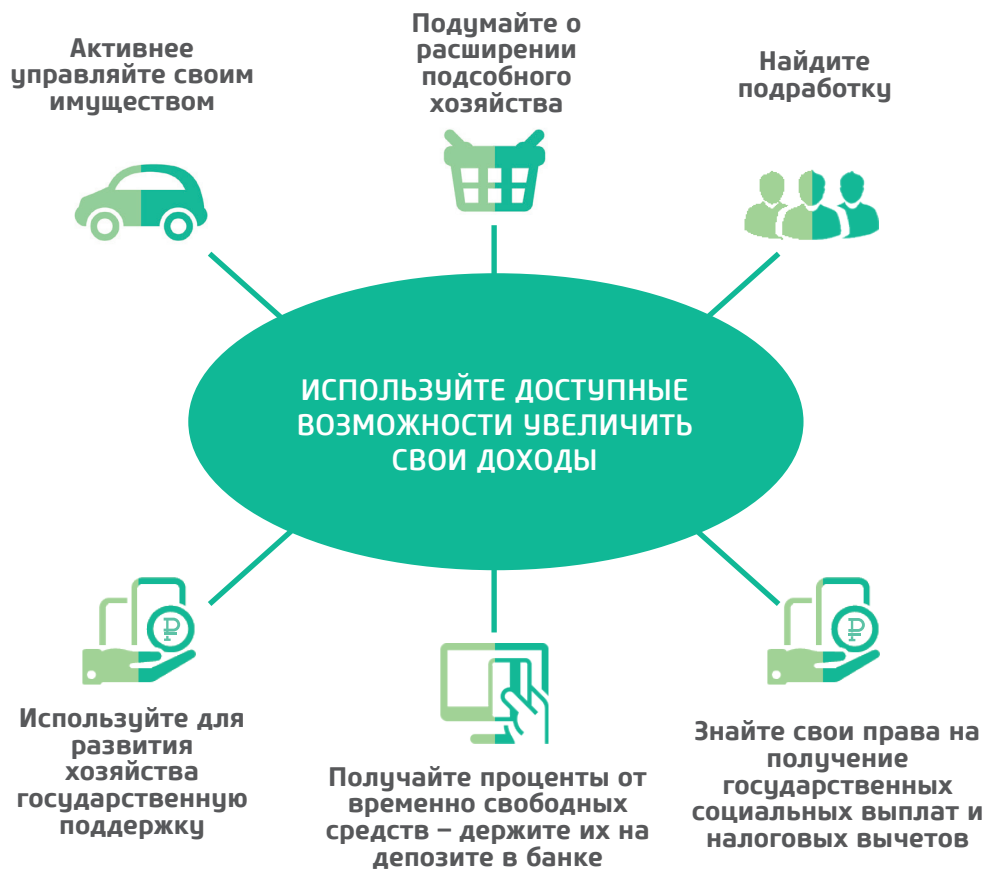 Активнее
управляйте своим
имуществом
Подумайте о
расширении
подсобного
хозяйства
Найдите
подработку
ИСПОЛЬЗУЙТЕ ДОСТУПНЫЕ
ВОЗМОЖНОСТИ УВЕЛИЧИТЬ
СВОИ ДОХОДЫ
Используйте для
развития
хозяйства
государственную
поддержку
Получайте проценты от
временно свободных
средств – держите их на
депозите в банке
Знайте свои права на
получение
государственных
социальных выплат и
налоговых вычетов